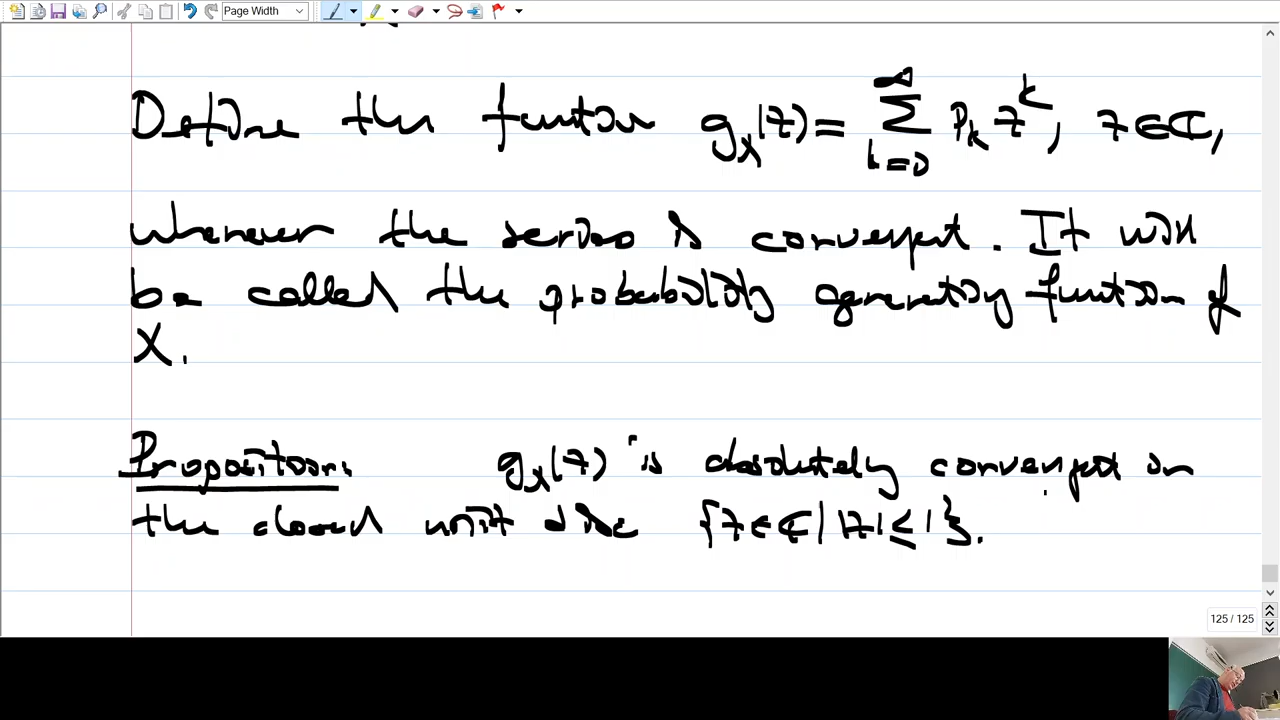 Page Width
Define the function g_X(z) = ∑_{k=0}^{∞} p_k z^k, z ∈ ℂ,
whenever the series is convergent. It will
be called the probability generating function of
X.
Proposition: g_X(z) is absolutely convergent on
the closed unit disc {z ∈ ℂ | |z| ≤ 1}.
125 / 125